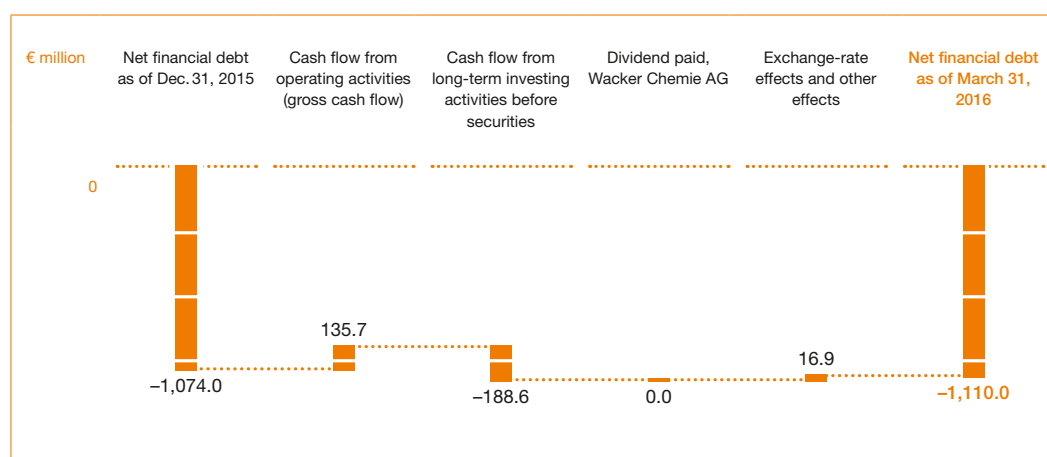 € million
Net financial debt
as of Dec. 31, 2015
Cash flow from
operating activities
(gross cash flow)
Cash flow from
long-term investing
activities before
securities
Dividend paid,
Wacker Chemie AG
Exchange-rate
effects and other
effects
Net financial debt
as of March 31,
2016
0
−1,074.0
135.7
−188.6
0.0
16.9
−1,110.0